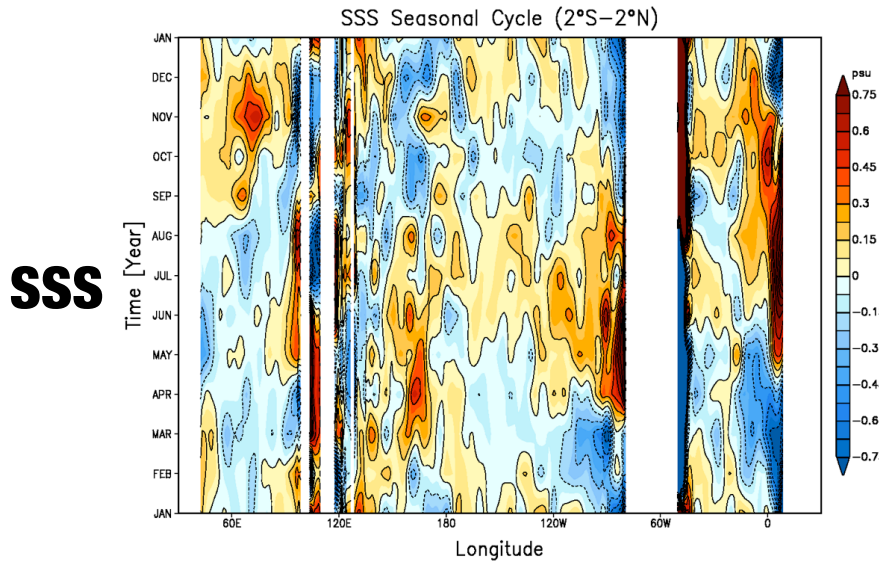 SSS Seasonal Cycle (2°S–2°N)
psu
JAN
DEC
NOV
OCT
SEP
AUG
JUL
JUN
MAY
APR
MAR
FEB
JAN
Time [Year]
SSS
60E 120E 180 120W 60W 0
Longitude
0.75
0.6
0.45
0.3
0.15
0
-0.1
-0.3
-0.4
-0.6
-0.7